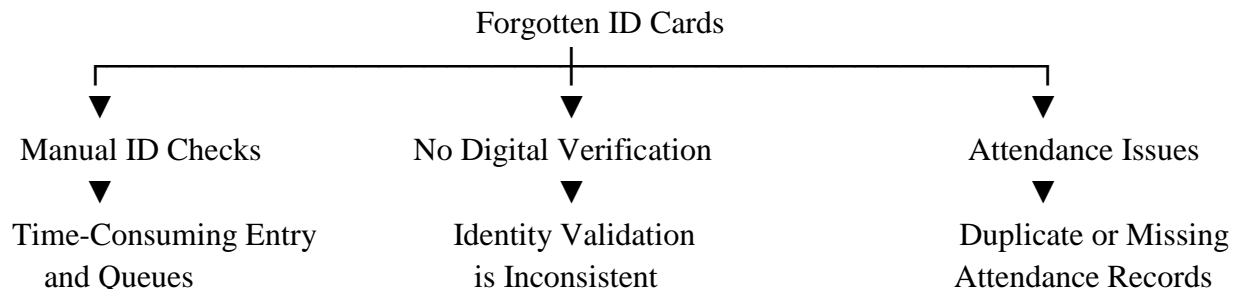 Forgotten ID Cards
Manual ID Checks
No Digital Verification
Attendance Issues
Time-Consuming Entry
and Queues
Identity Validation
is Inconsistent
Duplicate or Missing
Attendance Records